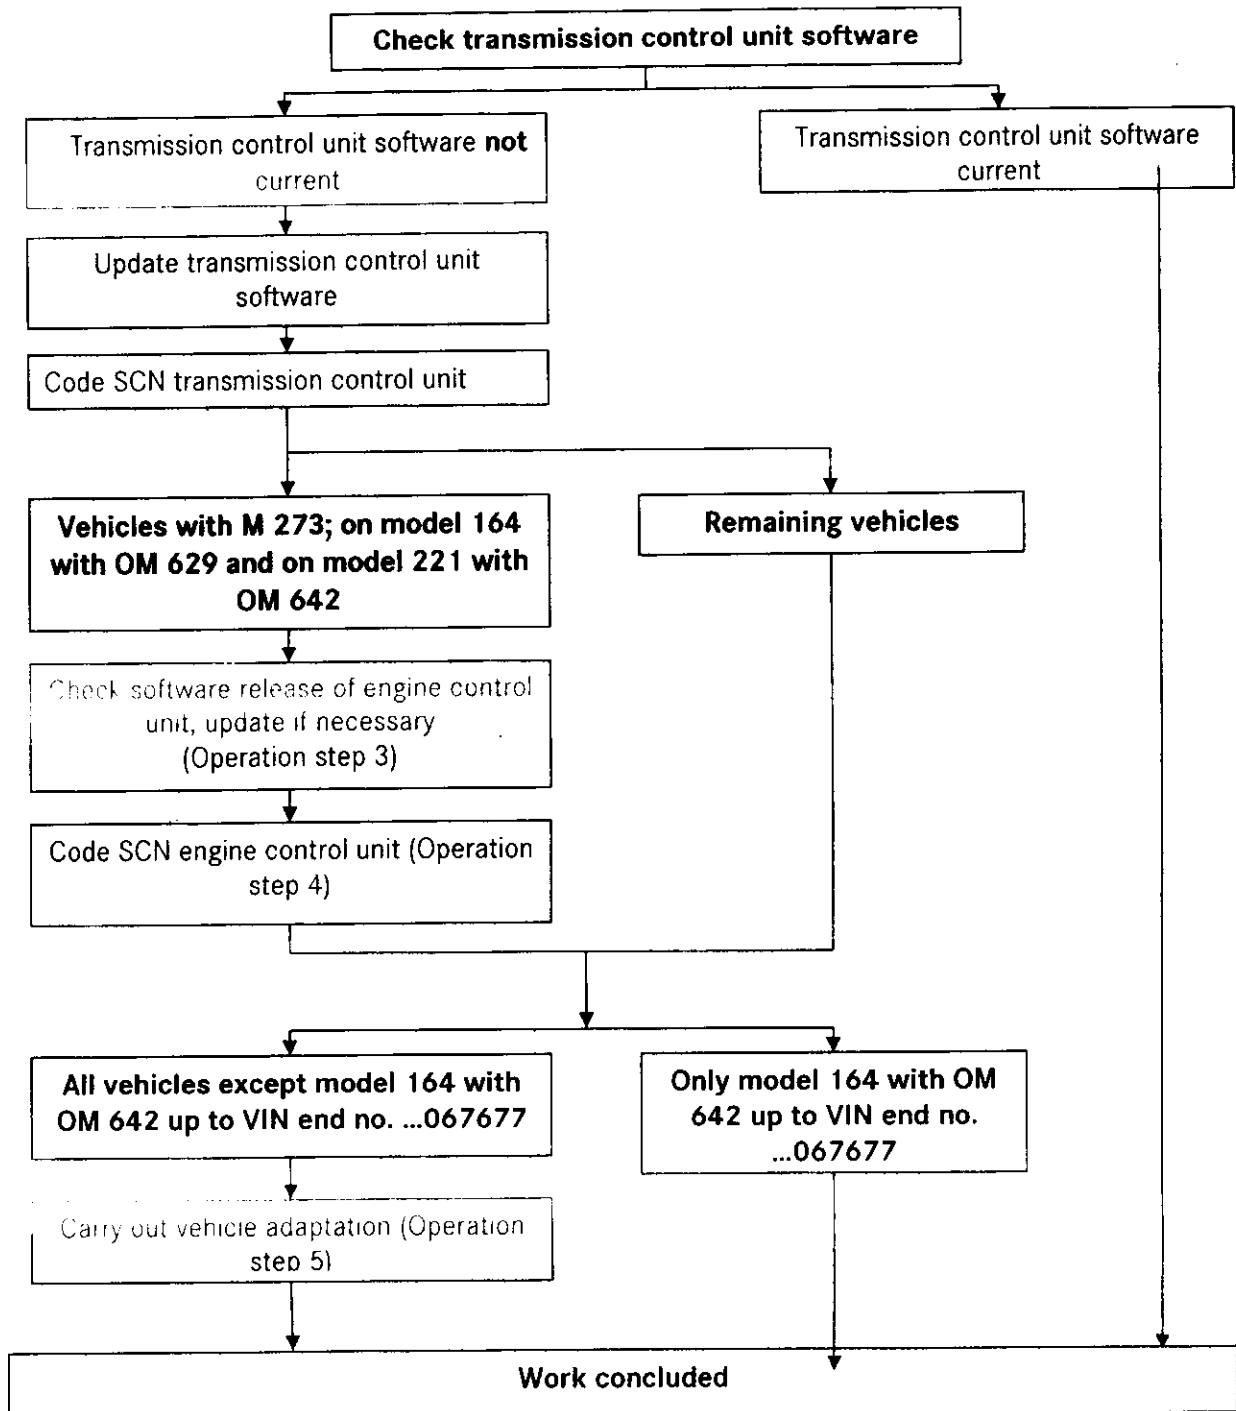 Check transmission control unit software
Transmission control unit software not
current
Transmission control unit software
current
Update transmission control unit
software
Code SCN transmission control unit
Vehicles with M 273; on model 164
with OM 629 and on model 221 with
OM 642
Remaining vehicles
Check software release of engine control
unit, update if necessary
(Operation step 3)
Code SCN engine control unit (Operation
step 4)
All vehicles except model 164 with
OM 642 up to VIN end no. ...067677
Only model 164 with OM
642 up to VIN end no.
...067677
Carry out vehicle adaptation (Operation
step 5)
Work concluded